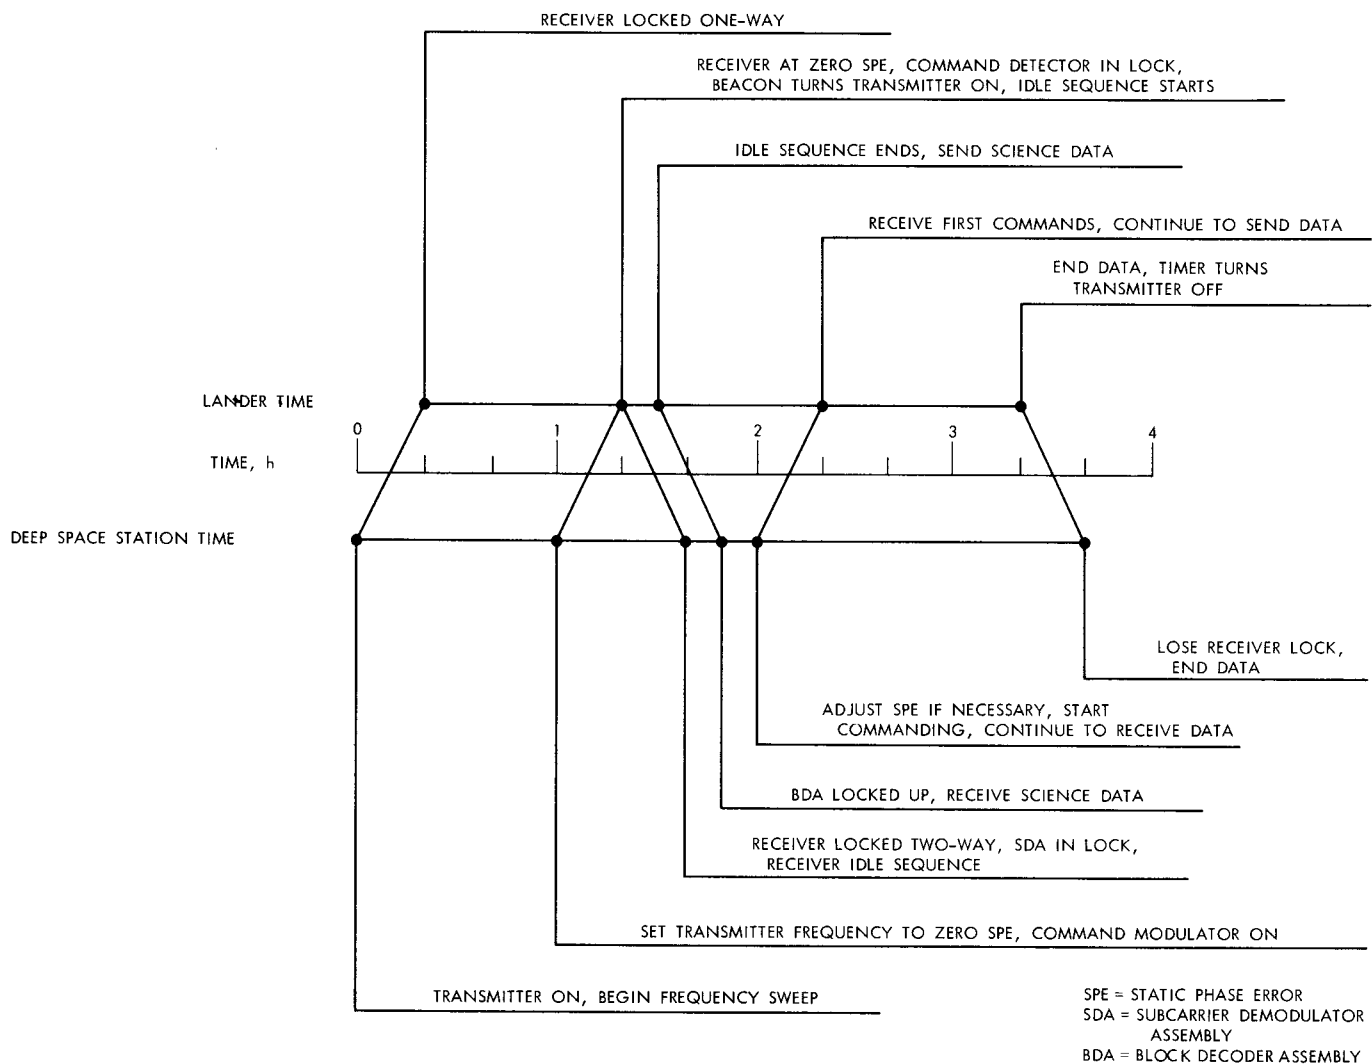 RECEIVER LOCKED ONE-WAY
RECEIVER AT ZERO SPE, COMMAND DETECTOR IN LOCK,
BEACON TURNS TRANSMITTER ON, IDLE SEQUENCE STARTS
IDLE SEQUENCE ENDS, SEND SCIENCE DATA
RECEIVE FIRST COMMANDS, CONTINUE TO SEND DATA
END DATA, TIMER TURNS
TRANSMITTER OFF
LANDER TIME
0 1 2 3 4
TIME, h
DEEP SPACE STATION TIME
LOSE RECEIVER LOCK,
END DATA
ADJUST SPE IF NECESSARY, START
COMMANDING, CONTINUE TO RECEIVE DATA
BDA LOCKED UP, RECEIVE SCIENCE DATA
RECEIVER LOCKED TWO-WAY, SDA IN LOCK,
RECEIVER IDLE SEQUENCE
SET TRANSMITTER FREQUENCY TO ZERO SPE, COMMAND MODULATOR ON
TRANSMITTER ON, BEGIN FREQUENCY SWEEP
SPE = STATIC PHASE ERROR
SDA = SUBCARRIER DEMODULATOR
ASSEMBLY
BDA = BLOCK DECODER ASSEMBLY